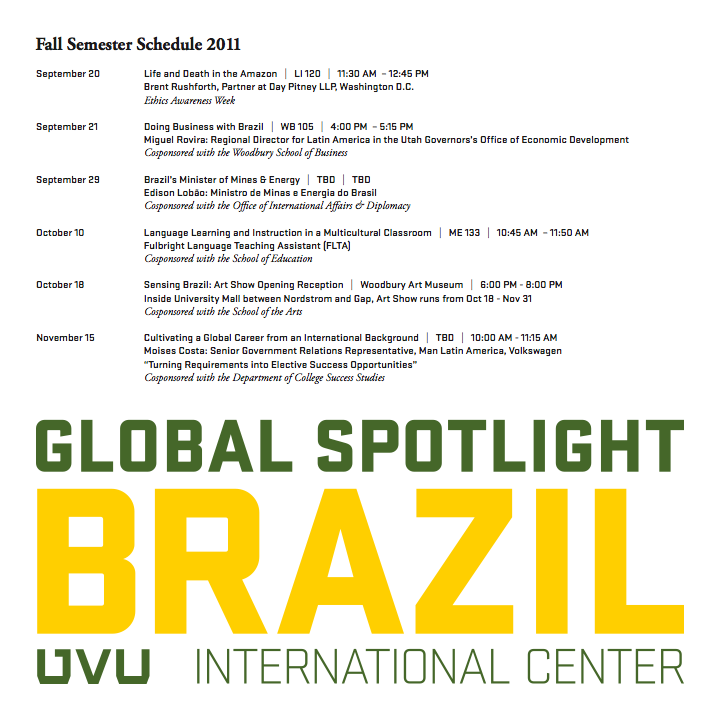 Fall Semester Schedule 2011
September 20 Life and Death in the Amazon | LI 120 | 11:30 AM – 12:45 PM
Brent Rushforth, Partner at Day Pitney LLP, Washington D.C.
Ethics Awareness Week
September 21 Doing Business with Brazil | WB 105 | 4:00 PM – 5:15 PM
Miguel Rovira: Regional Director for Latin America in the Utah Governors's Office of Economic Development
Cosponsored with the Woodbury School of Business
September 29 Brazil's Minister of Mines & Energy | TBD | TBD
Edison Lobão: Ministro de Minas e Energia do Brasil
Cosponsored with the Office of International Affairs & Diplomacy
October 10 Language Learning and Instruction in a Multicultural Classroom | ME 133 | 10:45 AM – 11:50 AM
Fulbright Language Teaching Assistant (FLTA)
Cosponsored with the School of Education
October 18 Sensing Brazil: Art Show Opening Reception | Woodbury Art Museum | 6:00 PM - 8:00 PM
Inside University Mall between Nordstrom and Gap, Art Show runs from Oct 18 - Nov 31
Cosponsored with the School of the Arts
November 15 Cultivating a Global Career from an International Background | TBD | 10:00 AM - 11:15 AM
Moises Costa: Senior Government Relations Representative, Man Latin America, Volkswagen
"Turning Requirements into Elective Success Opportunities"
Cosponsored with the Department of College Success Studies
GLOBAL SPOTLIGHT
BRAZIL
UVU INTERNATIONAL CENTER